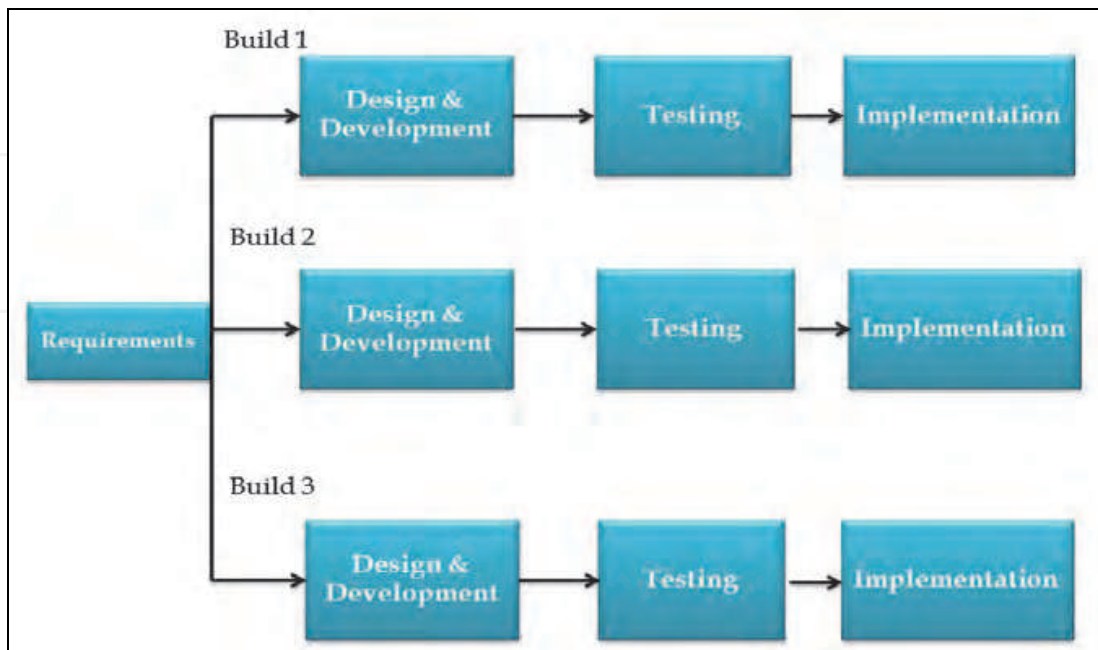 Build 1
Design &
Development
Testing
Implementation
Build 2
Requirements
Design &
Development
Testing
Implementation
Build 3
Design &
Development
Testing
Implementation